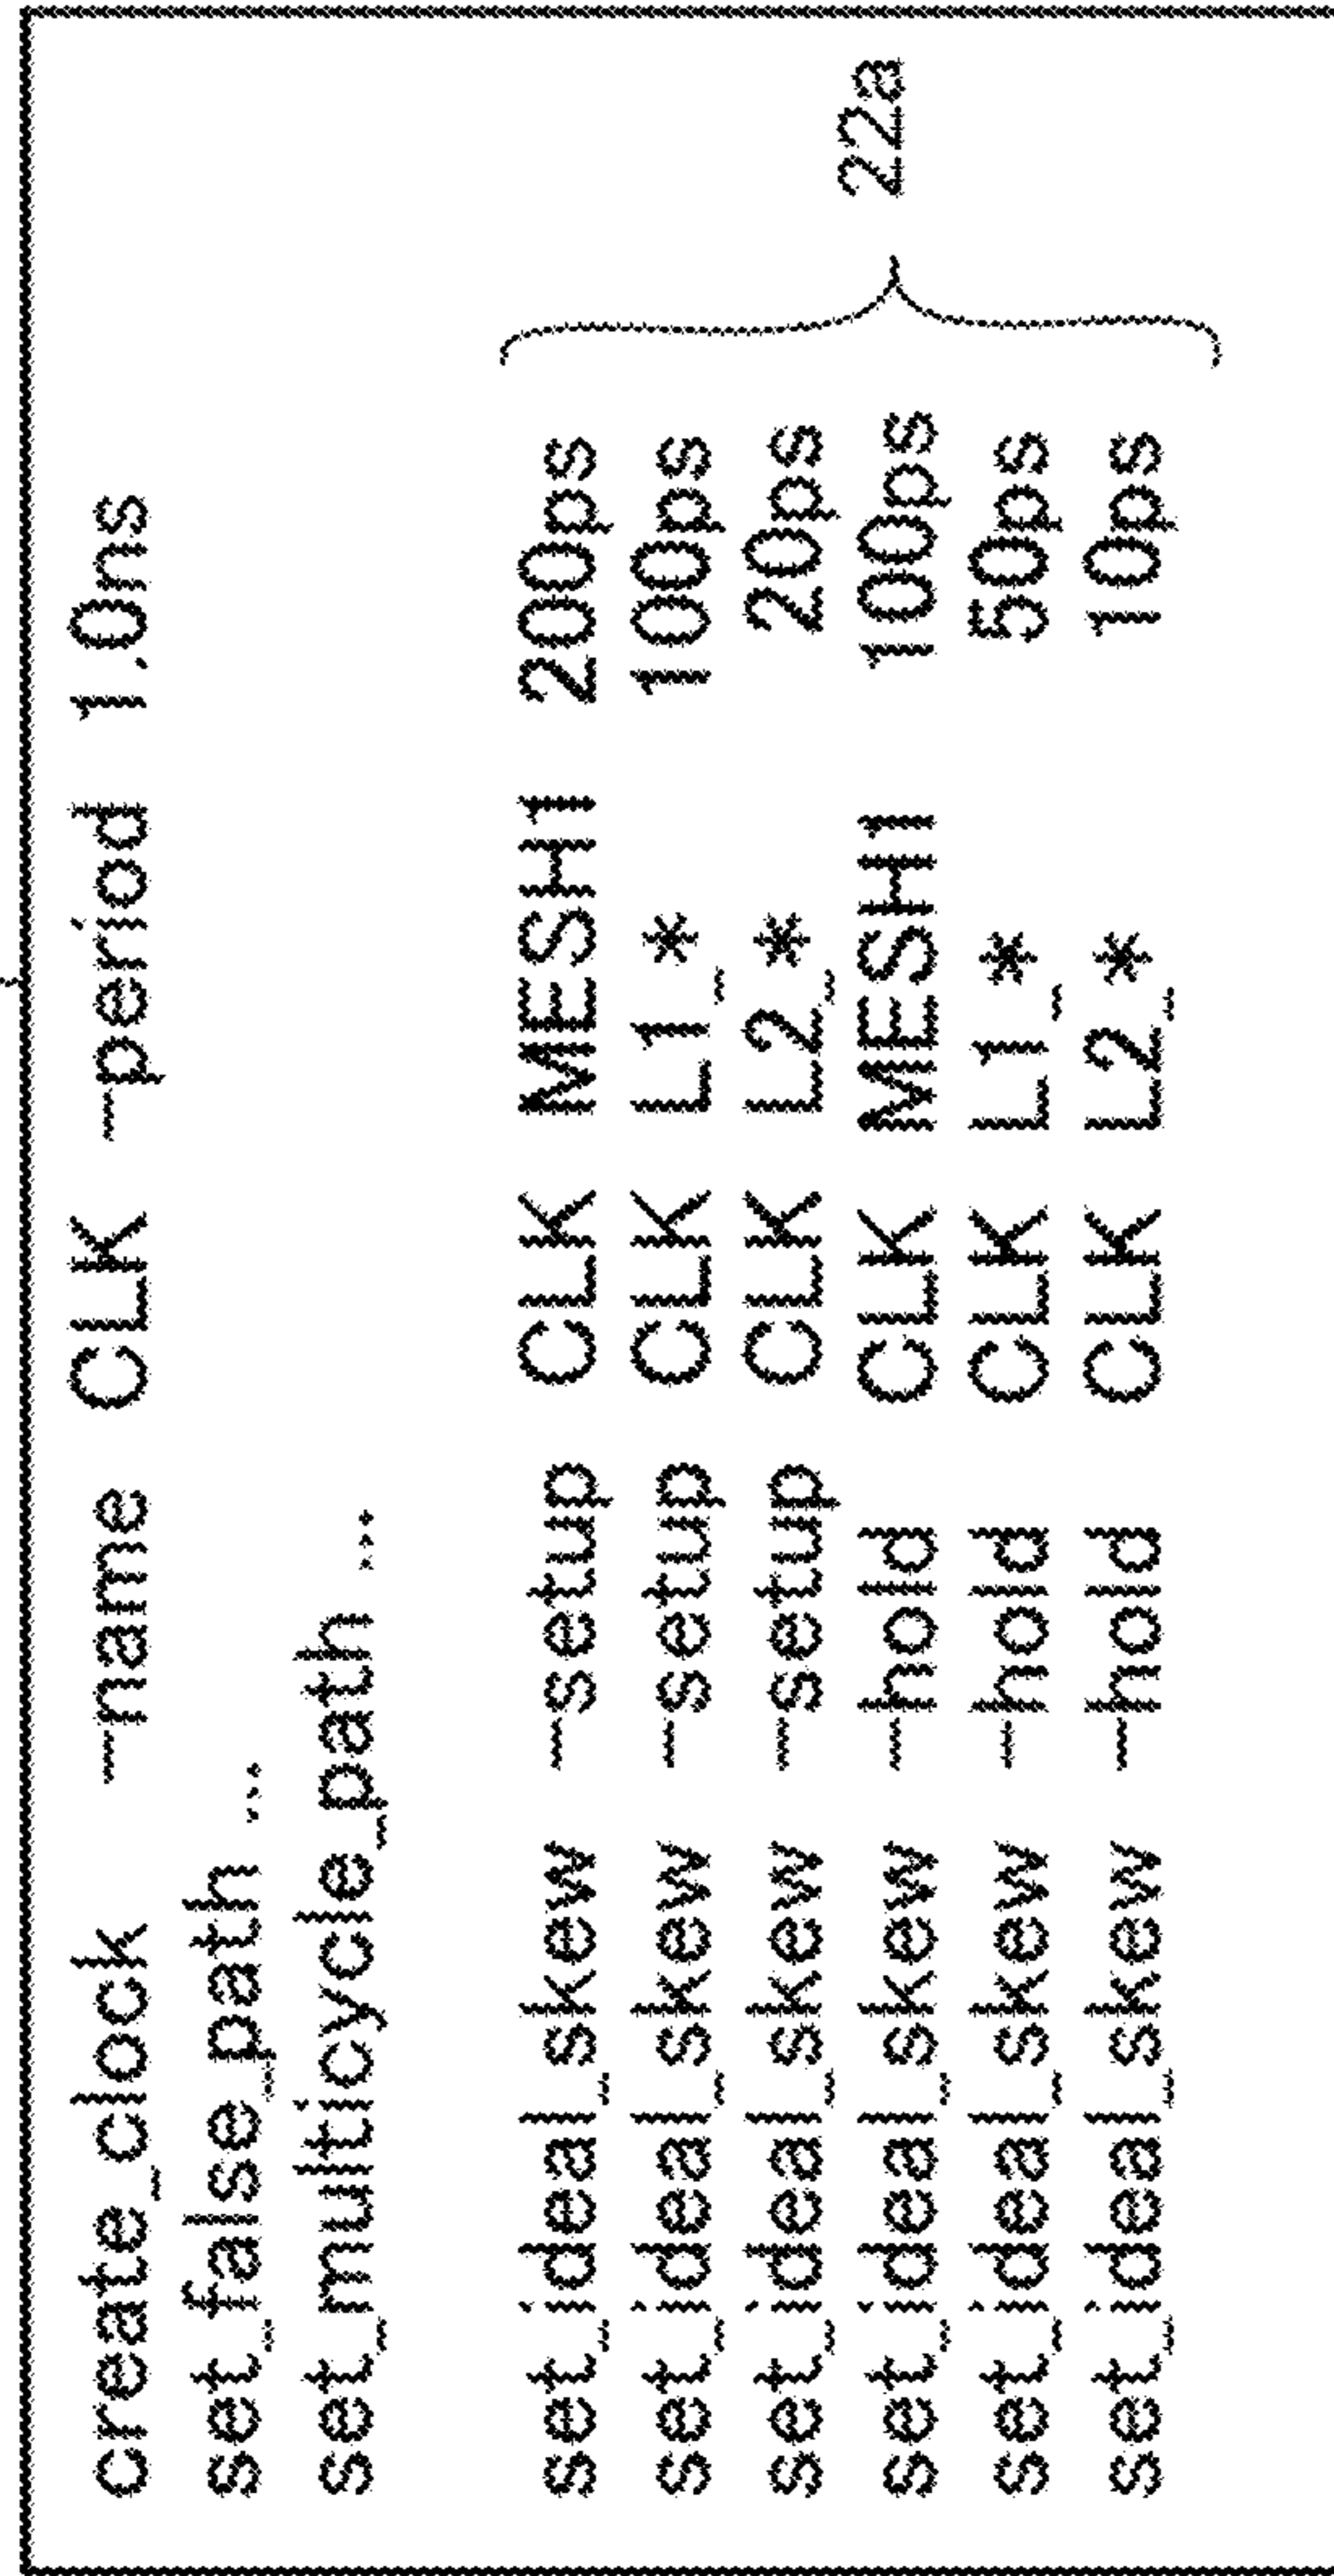 create_clock -name CLK -period 1.0ns
set_false_path ...
set_multicycle_path ...
set_ideal_skew -setup CLK MESH1 200ps
set_ideal_skew -setup CLK L1_* 100ps
set_ideal_skew -setup CLK L2_* 20ps
set_ideal_skew -hold CLK MESH1 100ps
set_ideal_skew -hold CLK L1_* 50ps
set_ideal_skew -hold CLK L2_* 10ps
22a